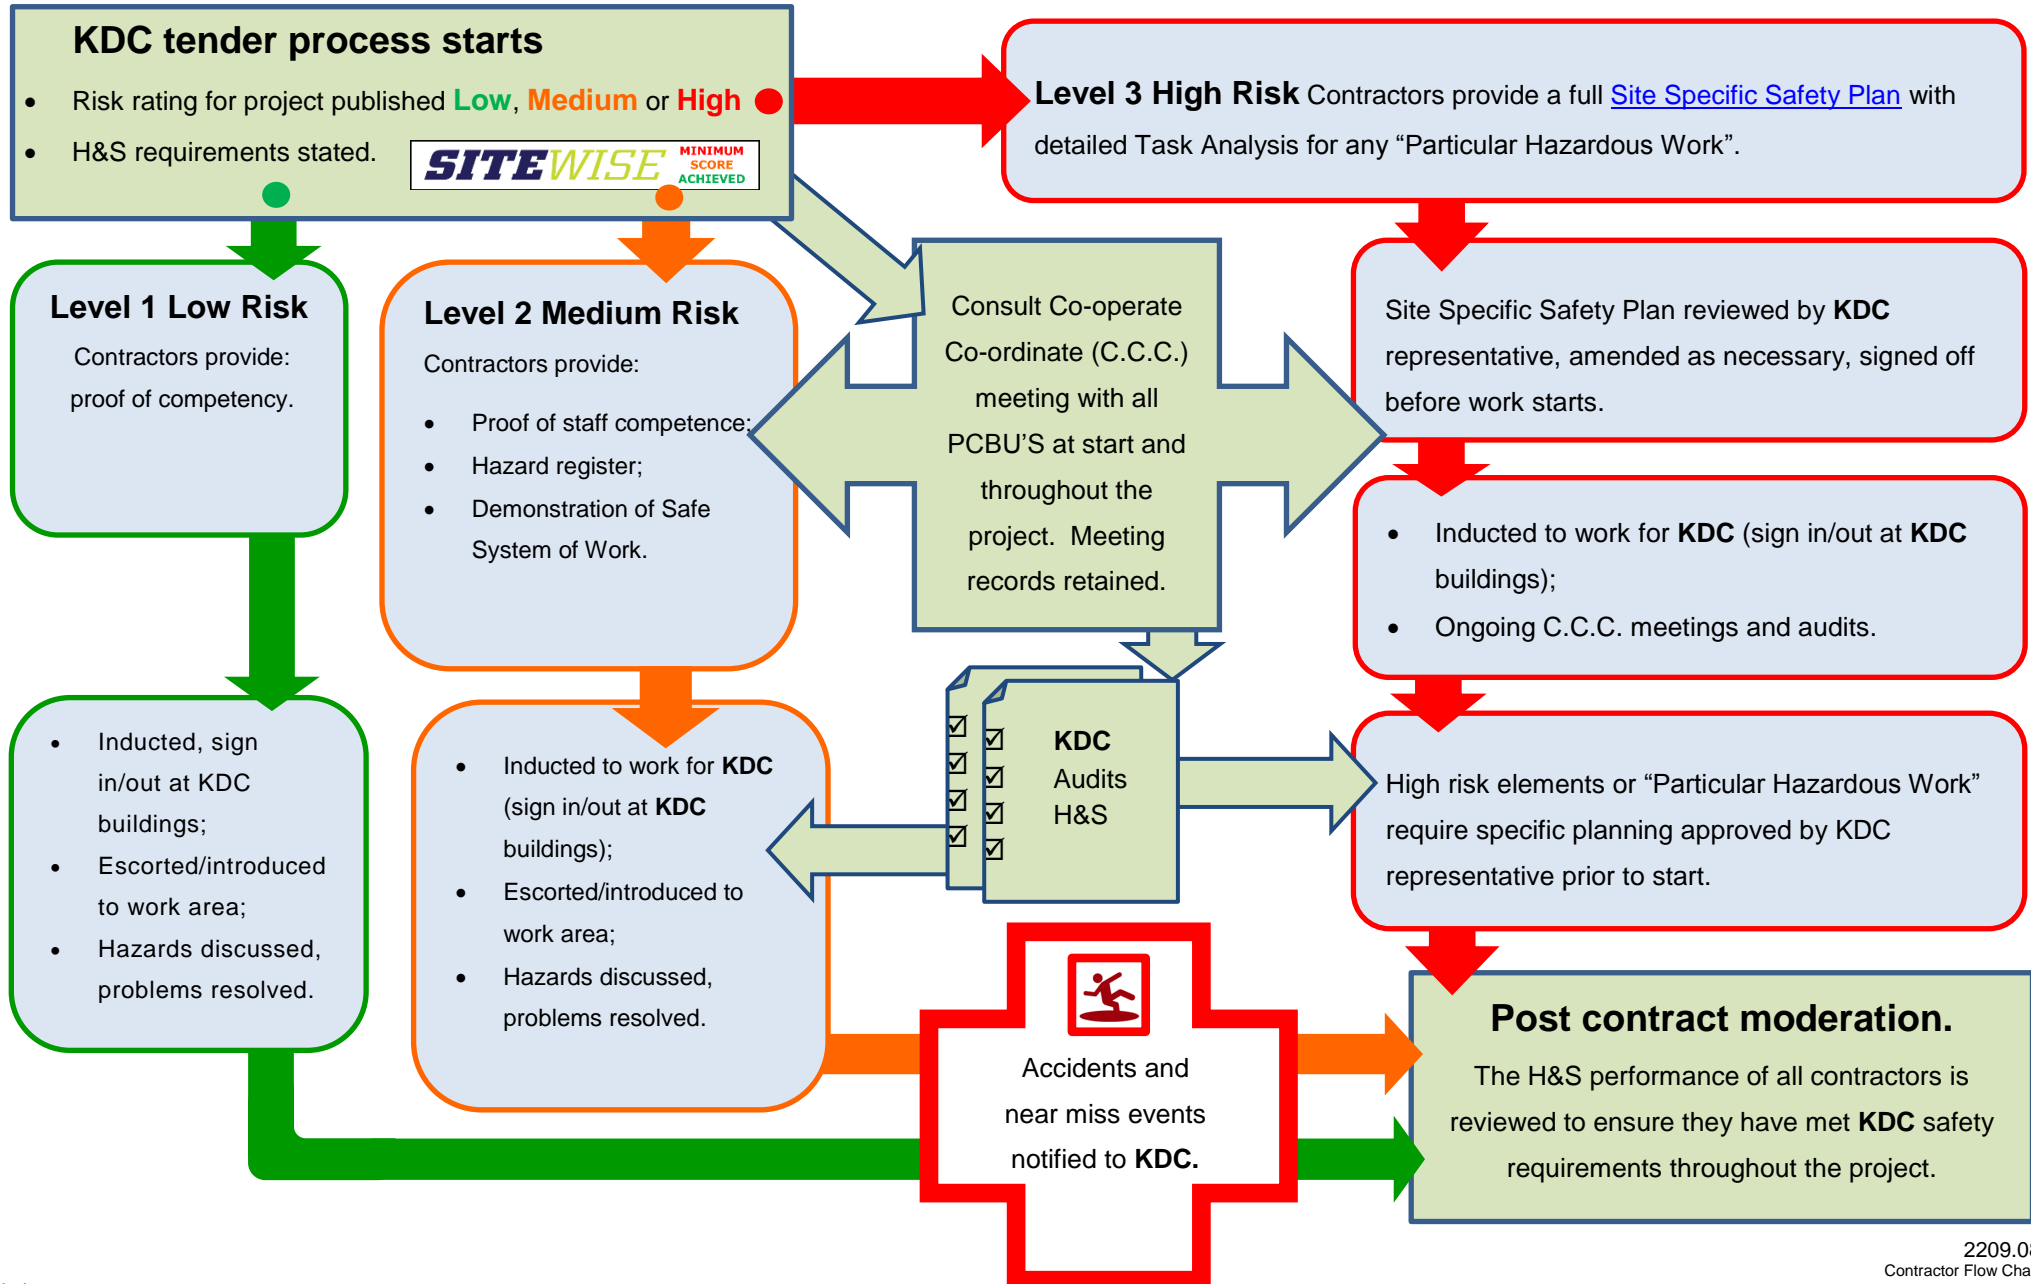 KDC tender process starts
• Risk rating for project published Low, Medium or High
• H&S requirements stated.
SITEWISE MINIMUM
SCORE
ACHIEVED
Level 3 High Risk Contractors provide a full Site Specific Safety Plan with
detailed Task Analysis for any “Particular Hazardous Work”.
Level 1 Low Risk
Contractors provide:
proof of competency.
Level 2 Medium Risk
Contractors provide:
• Proof of staff competence;
• Hazard register;
• Demonstration of Safe
System of Work.
Consult Co-operate
Co-ordinate (C.C.C.)
meeting with all
PCBU’S at start and
throughout the
project. Meeting
records retained.
Site Specific Safety Plan reviewed by KDC
representative, amended as necessary, signed off
before work starts.
• Inducted to work for KDC (sign in/out at KDC
buildings);
• Ongoing C.C.C. meetings and audits.
• Inducted, sign
in/out at KDC
buildings;
• Escorted/introduced
to work area;
• Hazards discussed,
problems resolved.
• Inducted to work for KDC
(sign in/out at KDC
buildings);
• Escorted/introduced to
work area;
• Hazards discussed,
problems resolved.
KDC
Audits
H&S
High risk elements or “Particular Hazardous Work”
require specific planning approved by KDC
representative prior to start.
Accidents and
near miss events
notified to KDC.
Post contract moderation.
The H&S performance of all contractors is
reviewed to ensure they have met KDC safety
requirements throughout the project.
2209.08
Contractor Flow Cha